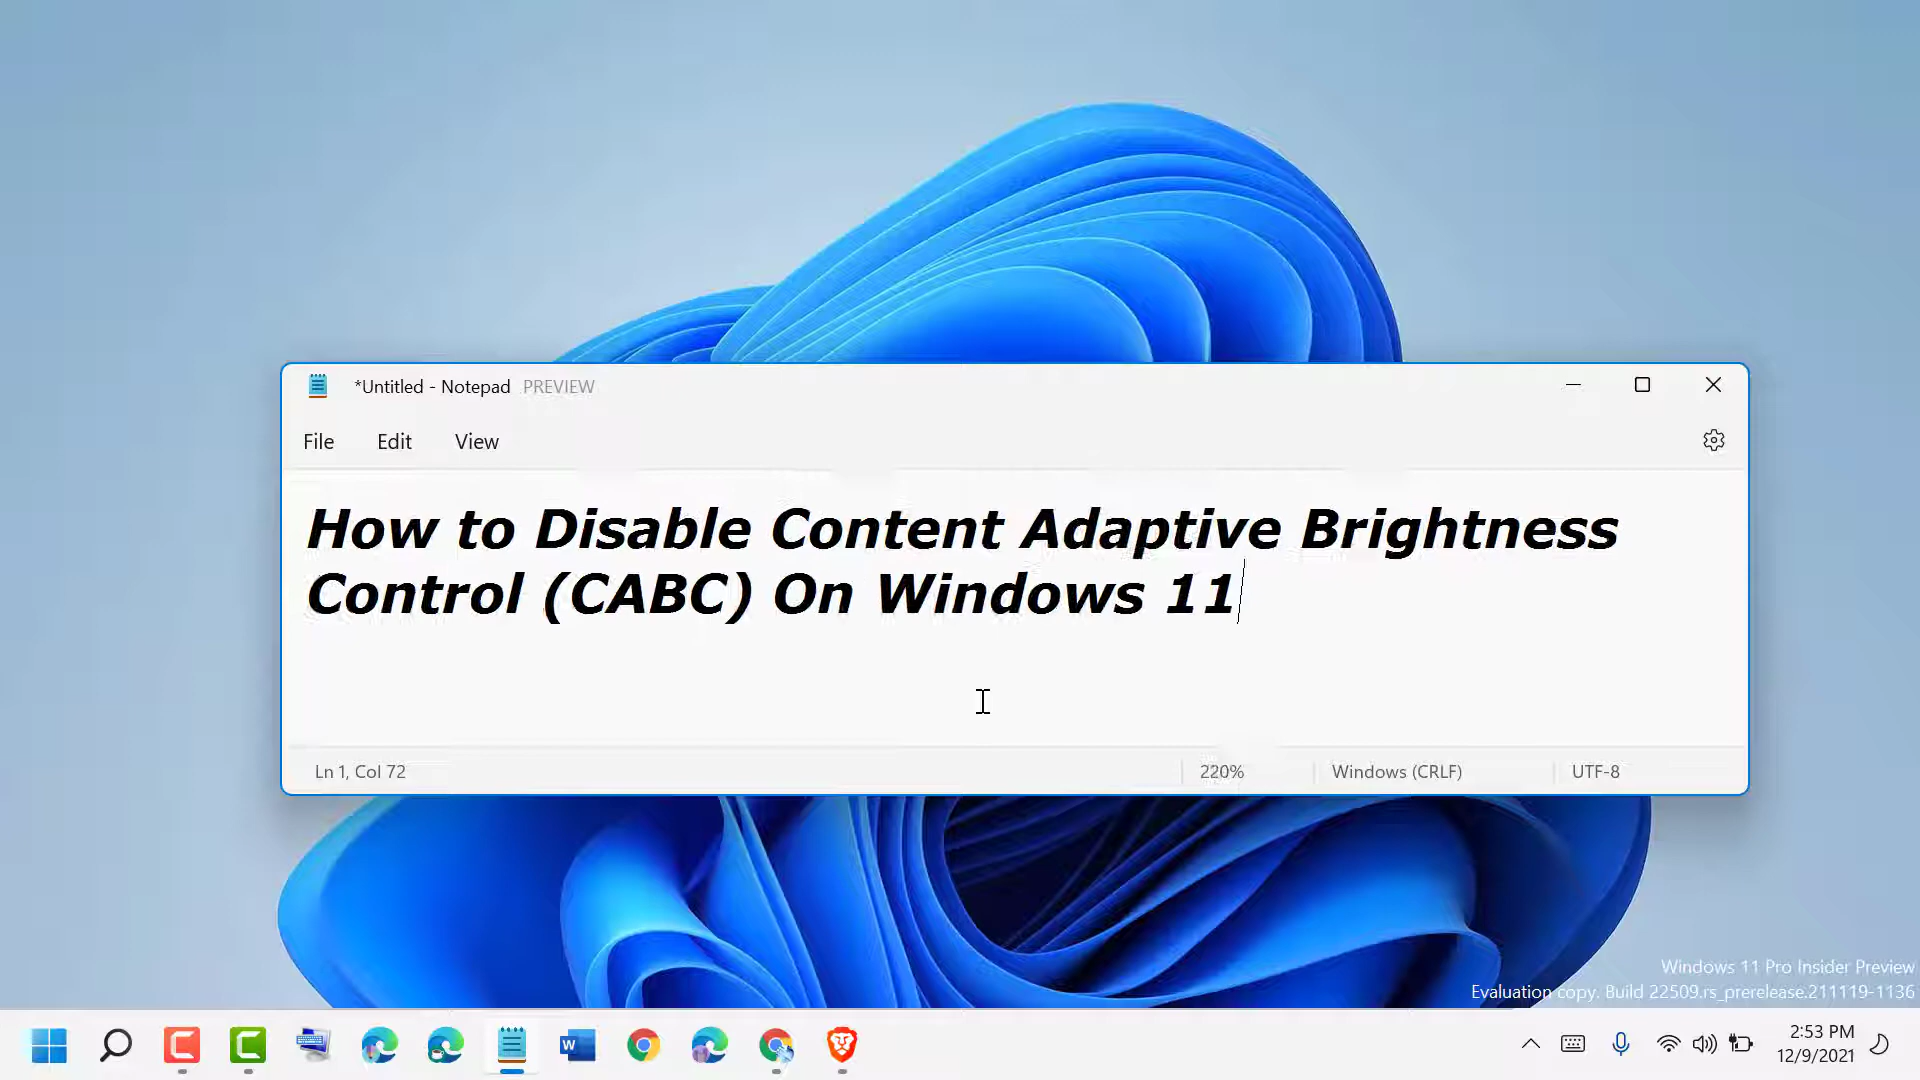 *Untitled - Notepad PREVIEW
File Edit View
How to Disable Content Adaptive Brightness
Control (CABC) On Windows 11
Ln 1, Col 72 220% Windows (CRLF) UTF-8
Windows 11 Pro Insider Preview
Evaluation copy. Build 22509.rs_prerelease.211119-1136
2:53 PM
12/9/2021